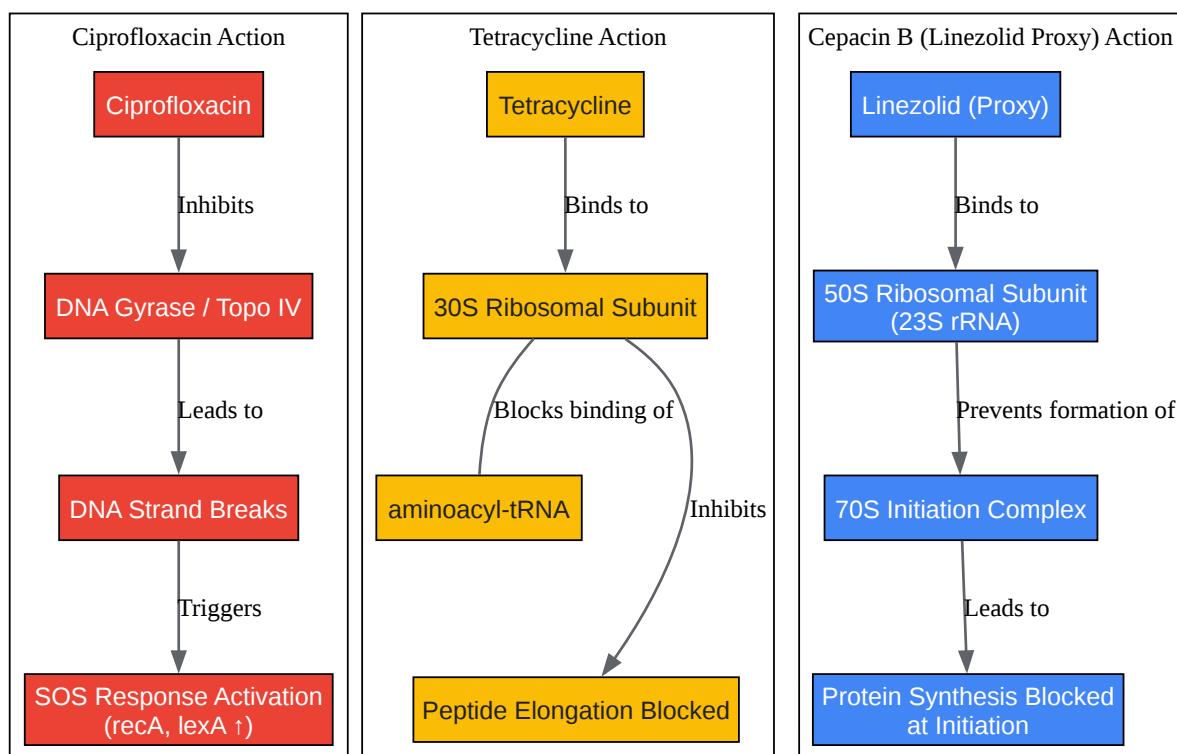 Ciprofloxacin Action
Ciprofloxacin
Inhibits
DNA Gyrase / Topo IV
Leads to
DNA Strand Breaks
Triggers
SOS Response Activation
(recA, lexA ↑)
Tetracycline Action
Tetracycline
Binds to
30S Ribosomal Subunit
Blocks binding of
aminoacyl-tRNA
Inhibits
Peptide Elongation Blocked
Cepacin B (Linezolid Proxy) Action
Linezolid (Proxy)
Binds to
50S Ribosomal Subunit
(23S rRNA)
Prevents formation of
70S Initiation Complex
Leads to
Protein Synthesis Blocked
at Initiation